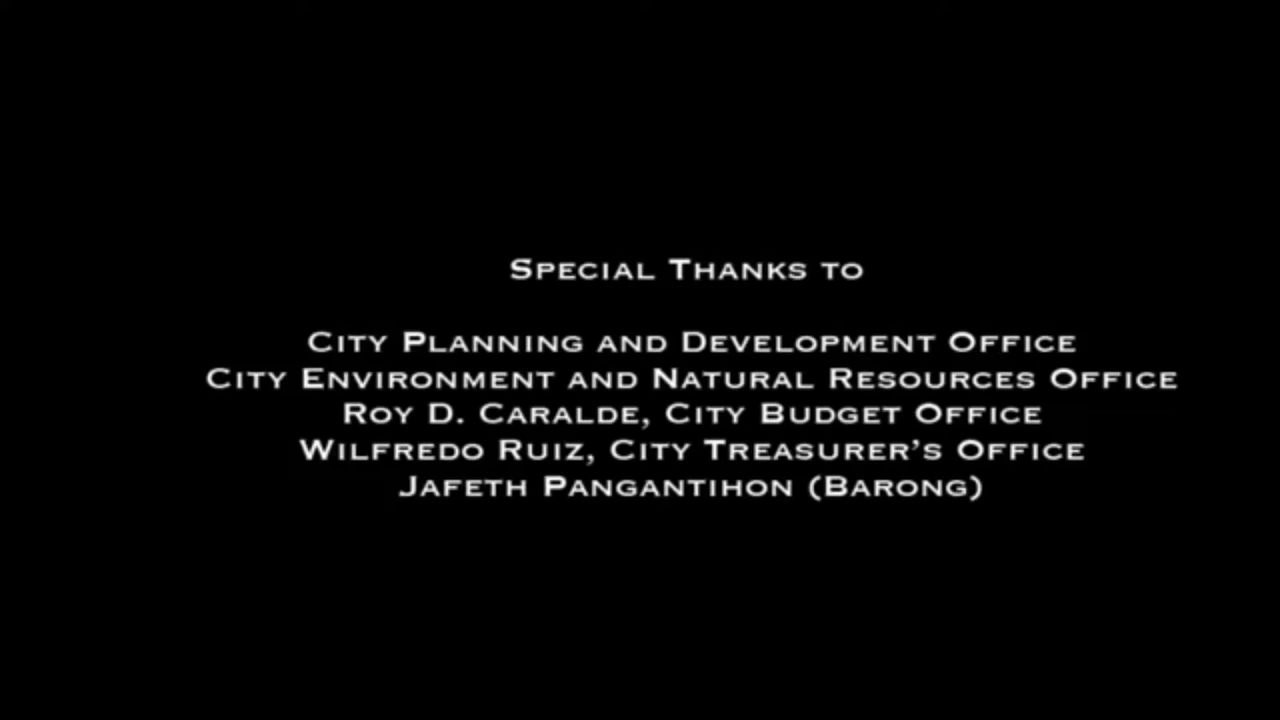 Special Thanks to
City Planning and Development Office
City Environment and Natural Resources Office
Roy D. Caralde, City Budget Office
Wilfredo Ruiz, City Treasurer's Office
Jafeth Pangantihon (Barong)